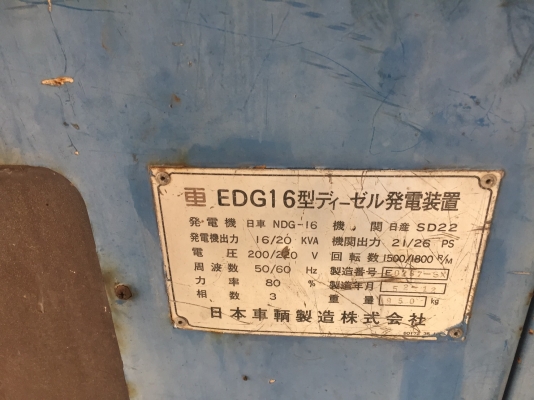 車 EDG16型ディーゼル発電装置
発電機 日車 NDG-16 機関 日産 SD22
発電機出力 16/20 KVA 機関出力 21/26 PS
電圧 200/220 V 回転数 1500/1800 R/M
周波数 50/60 Hz 製造番号
力率 80 % 製造年月
相数 3 重量 950 kg
日本車輌製造株式会社